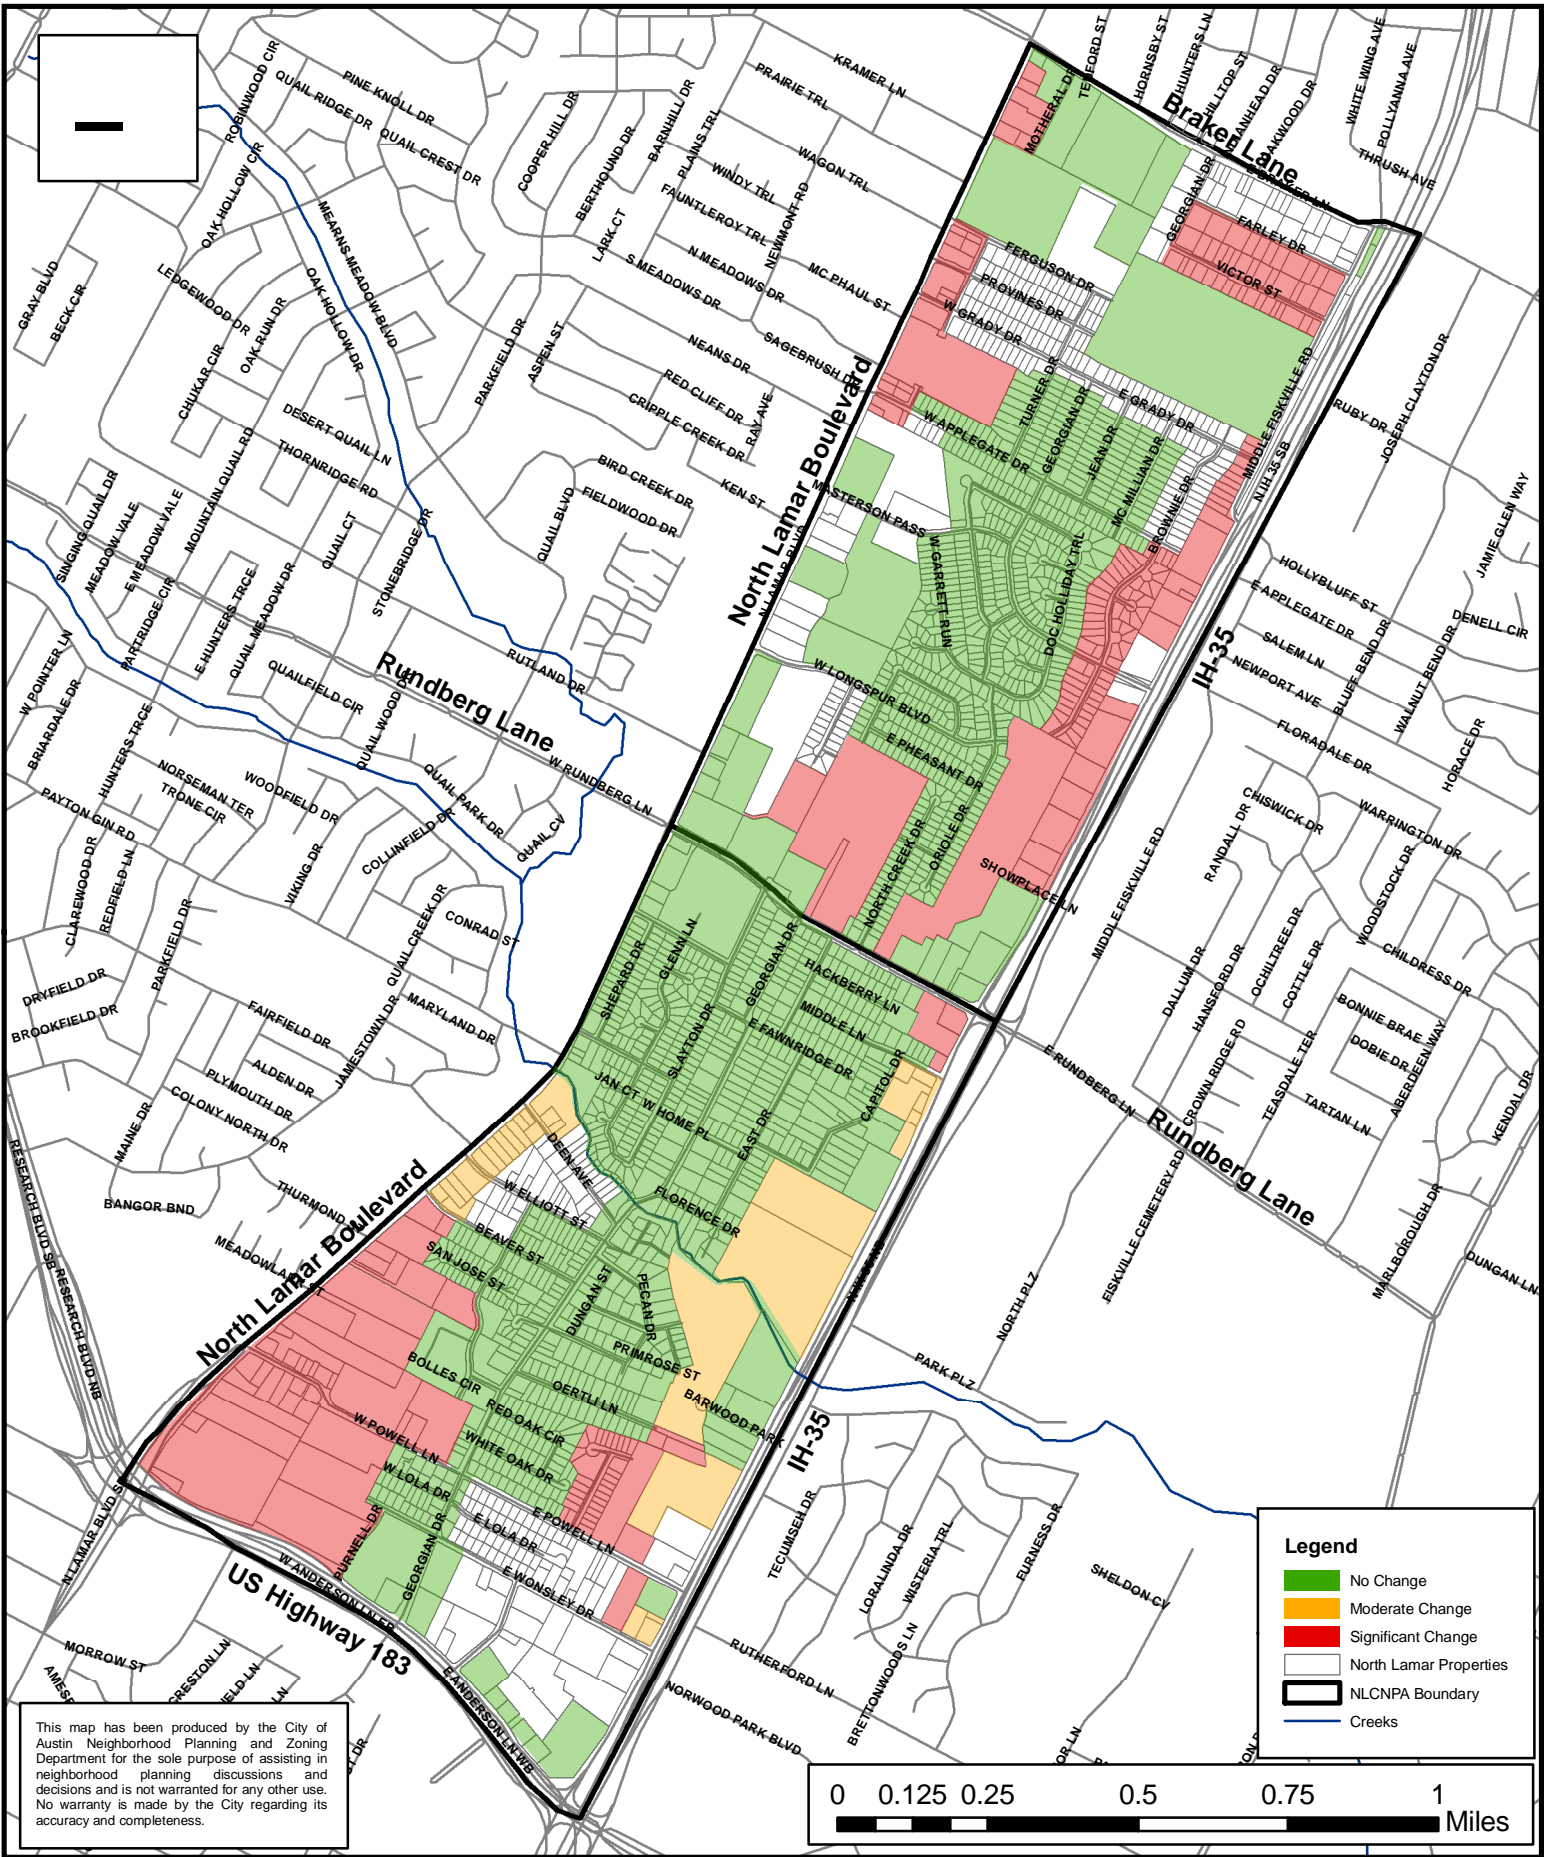 KRAMER LN
PRAIRIE TRL
WAGON TRL
WINDY TRL
FAUNTLEROY TRL
N MEADOWS DR
S MEADOWS DR
NEWMONT RD
MC PHAUL ST
SAGEBRUSH
NEANS DR
RED CLIFF DR
CRIPPLE CREEK DR
RAY AVE
KEN ST
BIRD CREEK DR
FIELDWOOD DR
QUAIL BLVD
PINE KNOLL DR
QUAIL RIDGE DR
QUAIL CREST DR
ROBINWOOD CIR
OAK HOLLOW CIR
MEARNS MEADOW BLVD
OAK HOLLOW DR
COOPER HILL DR
BERTHOUND DR
BARNHILL DR
PLAINS TRL
LARK CT
PARKFIELD DR
ASPEN ST
GRAY BLVD
BECK CIR
LEDGEWOOD DR
OAK RUN DR
CHUKAR CIR
DESERT QUAIL LN
THORNRIDGE RD
MOUNTAIN QUAIL RD
SINGING QUAIL DR
MEADOW VALE
E MEADOW VALE
QUAIL CT
STONEBRIDGE DR
PARTRIDGE CIR
E HUNTERS TRCE
QUAIL MEADOW DR
W POINTER LN
BRIARDALE DR
HUNTERS TRCE
QUAILFIELD CIR
QUAIL WOOD DR
RUTLAND DR
Rundberg Lane
W RUNDBERG LN
NORSEMAN TER
TRONE CIR
WOODFIELD DR
PAYTON GIN RD
QUAIL PARK DR
QUAIL CV
COLLINFIELD DR
VIKING DR
CLAREWOOD DR
REDFIELD LN
PARKFIELD DR
QUAIL CREEK DR
CONRAD ST
DRYFIELD DR
BROOKFIELD DR
FAIRFIELD DR
MARYLAND DR
JAMESTOWN DR
ALDEN DR
PLYMOUTH DR
COLONY NORTH DR
MAINE DR
BANGOR BND
THURMOND
RESEARCH BLVD SB
RESEARCH BLVD NB
North Lamar Boulevard
North Lamar Boulevard
N LAMAR BLVD
Braker Lane
TEDFORD ST
HORNSBY ST
HUNTERS LN
HILLTOP ST
OAKWOOD DR
WHITE WING AVE
POLLYANNA AVE
THRUSH AVE
MOTHERAL DR
GEORGIAN DR
FARLEY DR
VICTOR ST
FERGUSON DR
PROVINES DR
W GRADY DR
E GRADY DR
TURNER DR
GEORGIAN DR
JEAN DR
MC MILLIAN DR
BROWNIE DR
W APPLEGATE DR
MASTERSON PASS
W GARRETT RUN
DOC HOLLIDAY TRL
W LONGSPUR BLVD
E PHEASANT DR
NORTH CREEK DR
ORIOLE DR
SHOWPLACE LN
MIDDLE FISKVILLE RD
N IH 35 SB
IH-35
RUBY DR
JOSEPH CLAYTON DR
JAMIE GLEN WAY
HOLLYBLUFF ST
E APPLEGATE DR
SALEM LN
NEWPORT AVE
DENELL CIR
BLUFF BEND DR
WALNUT BEND DR
FLORADALE DR
HORACE DR
CHISWICK DR
WARRINGTON DR
RANDALL DR
MIDDLE FISKVILLE RD
WOODSTOCK DR
CHILDRESS DR
OCHILTREE DR
COTTLE DR
DALLUM DR
HANSFORD DR
BONNIE BRAE
DOBIE DR
ABERDEEN WAY
CROWN RIDGE RD
TEASDALE TER
TARTAN LN
KENDAL DR
E RUNDBERG LN
Rundberg Lane
FISKVILLE CEMETERY RD
MARLBOROUGH DR
DUNGAN LN
NORTH PLZ
PARK PLZ
SHEPARD DR
GLENN LN
GEORGIAN DR
SLAYTON DR
HACKBERRY LN
MIDDLE LN
E FAWNRIDGE DR
CAPITOL DR
JAN CT
W HOME PL
EAST DR
FLORENCE DR
DEEN AVE
W ELLIOTT ST
BEAVER ST
SAN JOSE ST
DUNGAN ST
PECAN DR
PRIMROSE ST
BARWOOD PARK
BOLLES CIR
OERTLI LN
RED OAK CIR
WHITE OAK DR
W POWELL LN
W LOLA DR
E LOLA DR
E POWELL LN
E WONSLEY DR
PURNELL DR
GEORGIAN DR
W ANDERSON LN EB
E ANDERSON LN WB
US Highway 183
IH-35
MORROW ST
TECUMSEH DR
LORALINDA DR
WISTERIA TRL
FURNESS DR
SHELDON CV
RUTHERFORD LN
BRETTONWOODS LN
NORWOOD PARK BLVD
Legend
No Change
Moderate Change
Significant Change
North Lamar Properties
NLCNPA Boundary
Creeks
This map has been produced by the City of
Austin Neighborhood Planning and Zoning
Department for the sole purpose of assisting in
neighborhood planning discussions and
decisions and is not warranted for any other use.
No warranty is made by the City regarding its
accuracy and completeness.
0 0.125 0.25 0.5 0.75 1
Miles